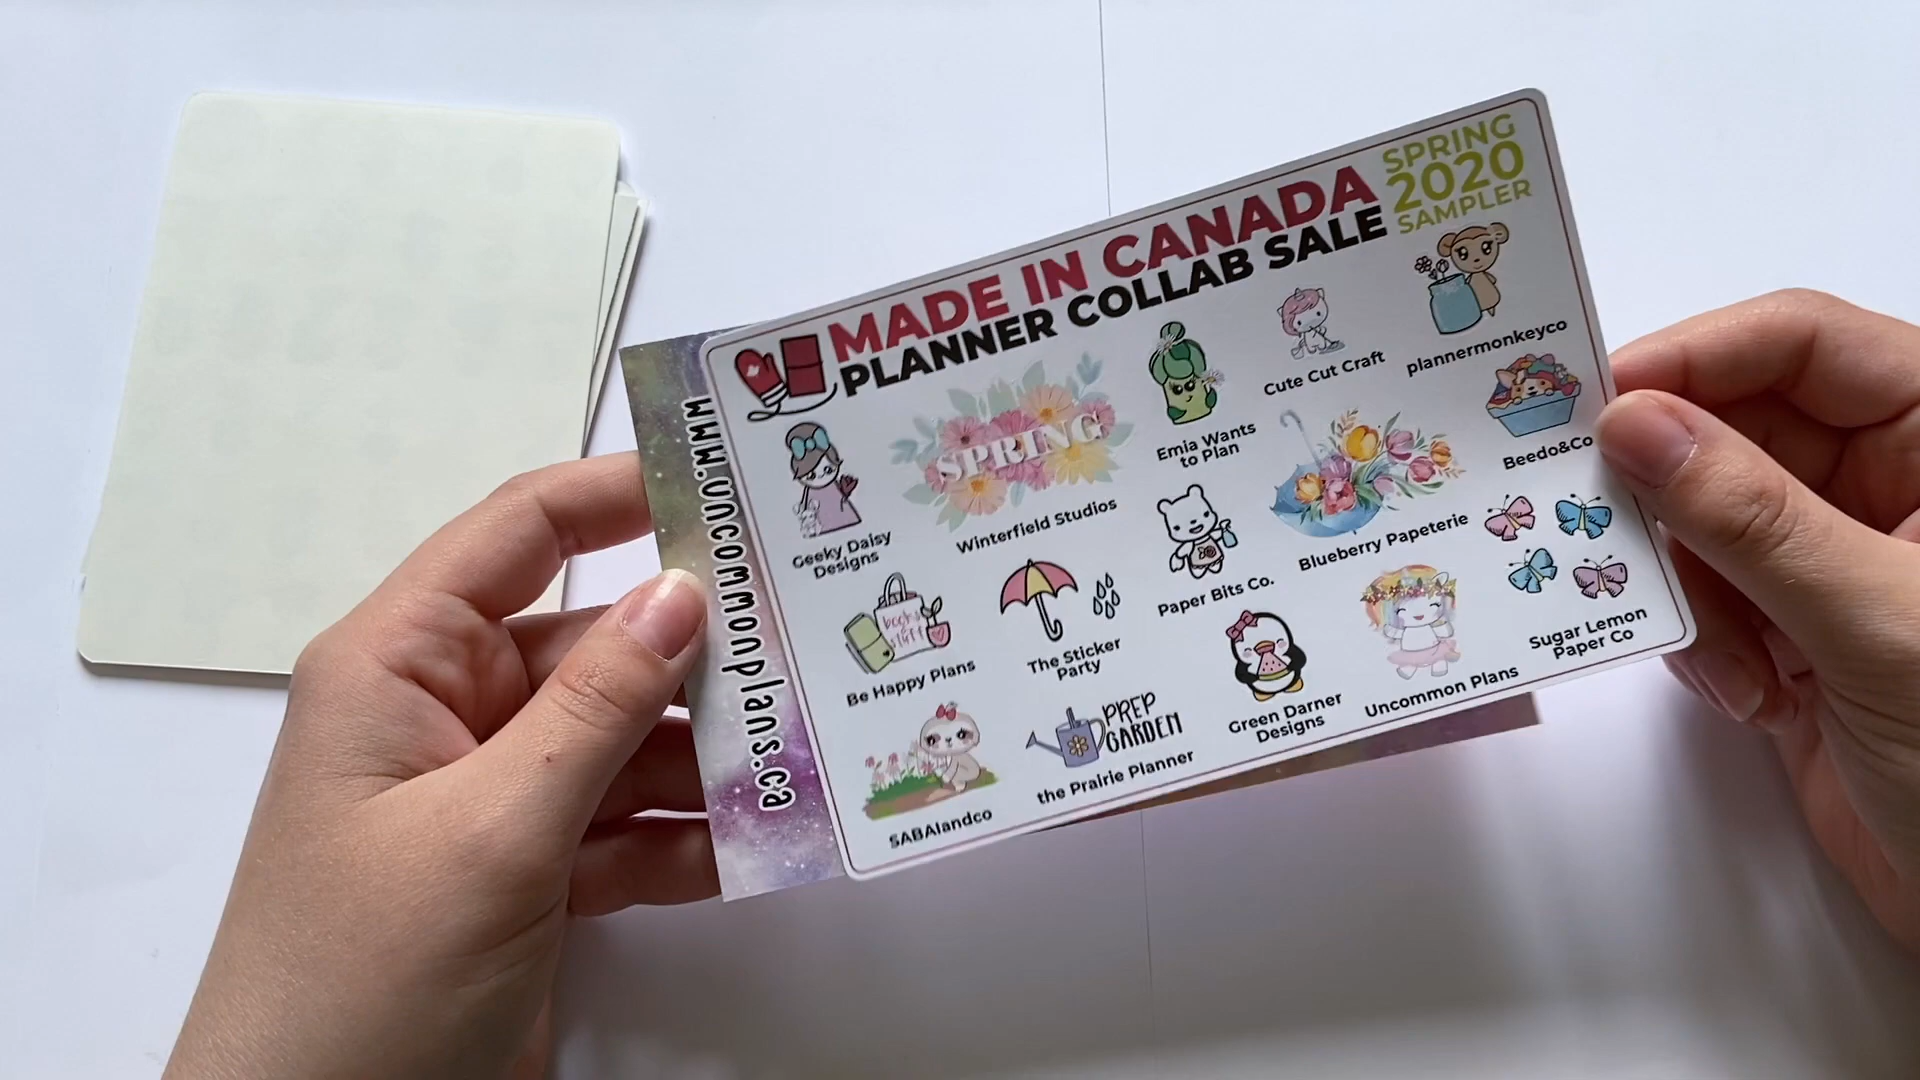 MADE IN CANADA
PLANNER COLLAB SALE
SPRING
2020
SAMPLER
Geeky Daisy
Designs
SPRING
Winterfield Studios
Emia Wants
to Plan
Cute Cut Craft
plannermonkeyco
Be Happy Plans
The Sticker
Party
Paper Bits Co.
Blueberry Papeterie
Beedo&Co
SABAIandco
PREP
GARDEN
the Prairie Planner
Green Darner
Designs
Uncommon Plans
Sugar Lemon
Paper Co
www.uncommonplans.ca